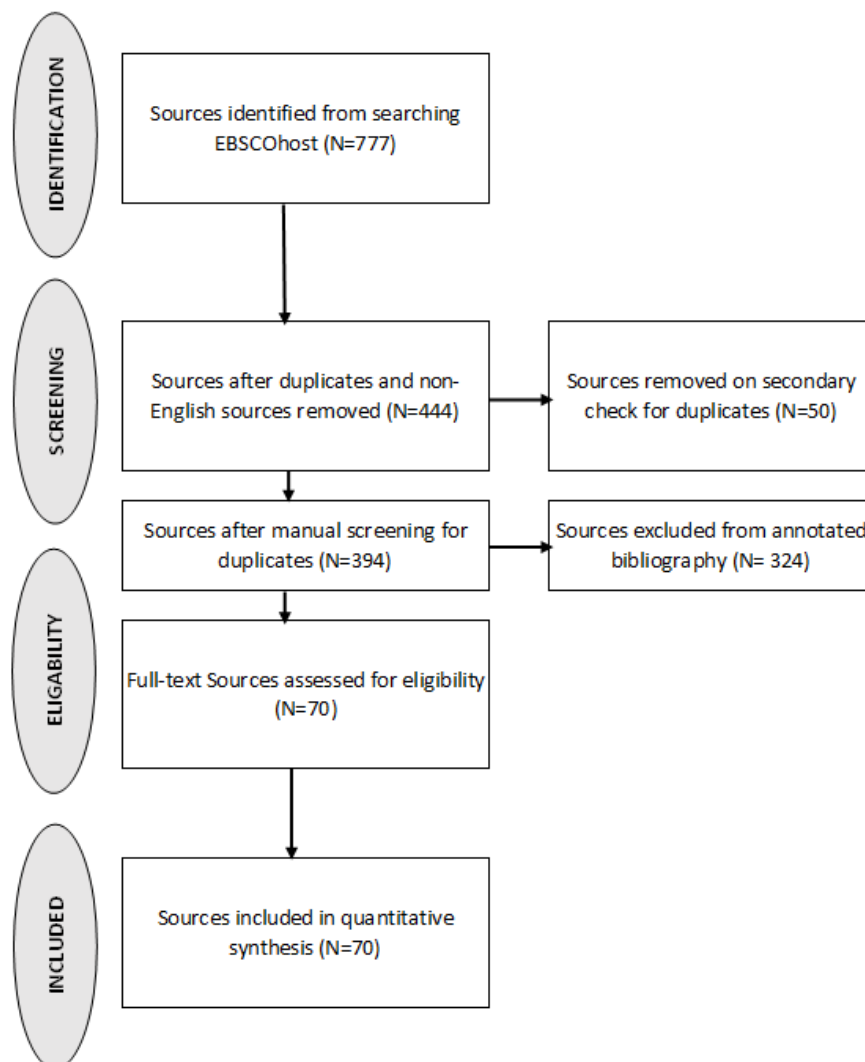 IDENTIFICATION
Sources identified from searching
EBSCOhost (N=777)
SCREENING
Sources after duplicates and non-
English sources removed (N=444)
Sources removed on secondary
check for duplicates (N=50)
Sources after manual screening for
duplicates (N=394)
Sources excluded from annotated
bibliography (N= 324)
ELIGABILITY
Full-text Sources assessed for eligibility
(N=70)
INCLUDED
Sources included in quantitative
synthesis (N=70)